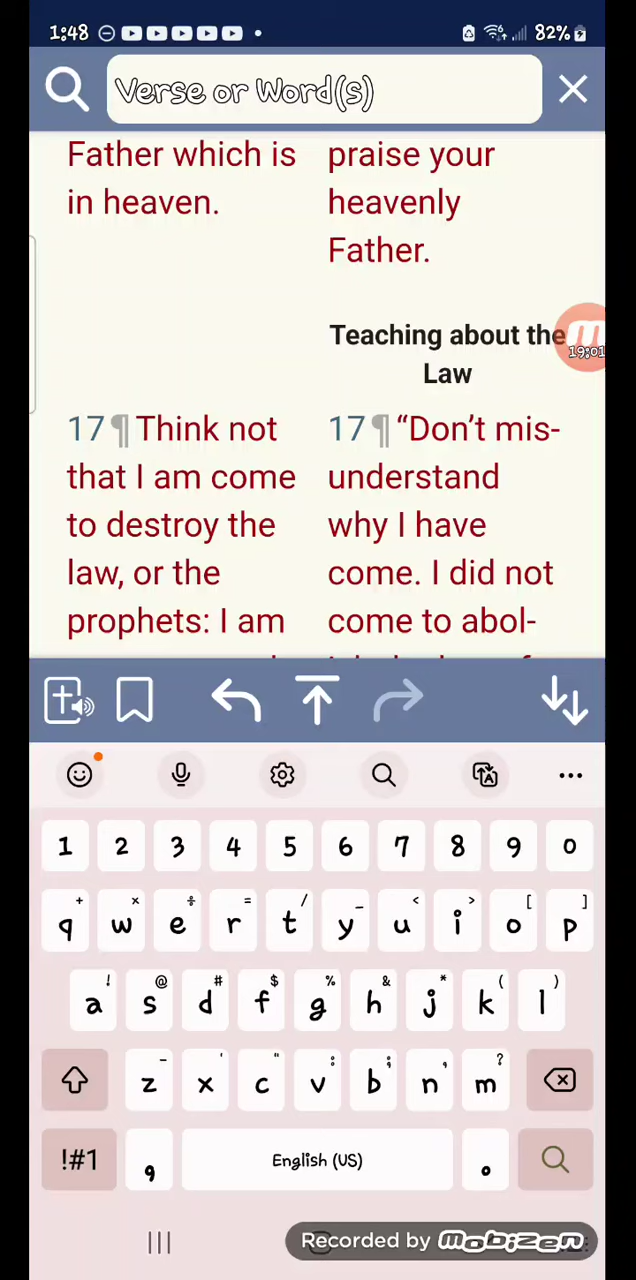 1:48 82%
Verse or Word(s)
Father which is
in heaven.
praise your
heavenly
Father.
Teaching about the
Law
19:01
17 ¶ Think not
that I am come
to destroy the
law, or the
prophets: I am
17 ¶ “Don’t mis-
understand
why I have
come. I did not
come to abol-
1 2 3 4 5 6 7 8 9 0
+ × ÷ = / _ < > [ ]
q w e r t y u i o p
! @ # $ % & * ( )
a s d f g h j k l
- ' " : ; , ?
z x c v b n m
!#1 , English (US) .
Recorded by mobizen